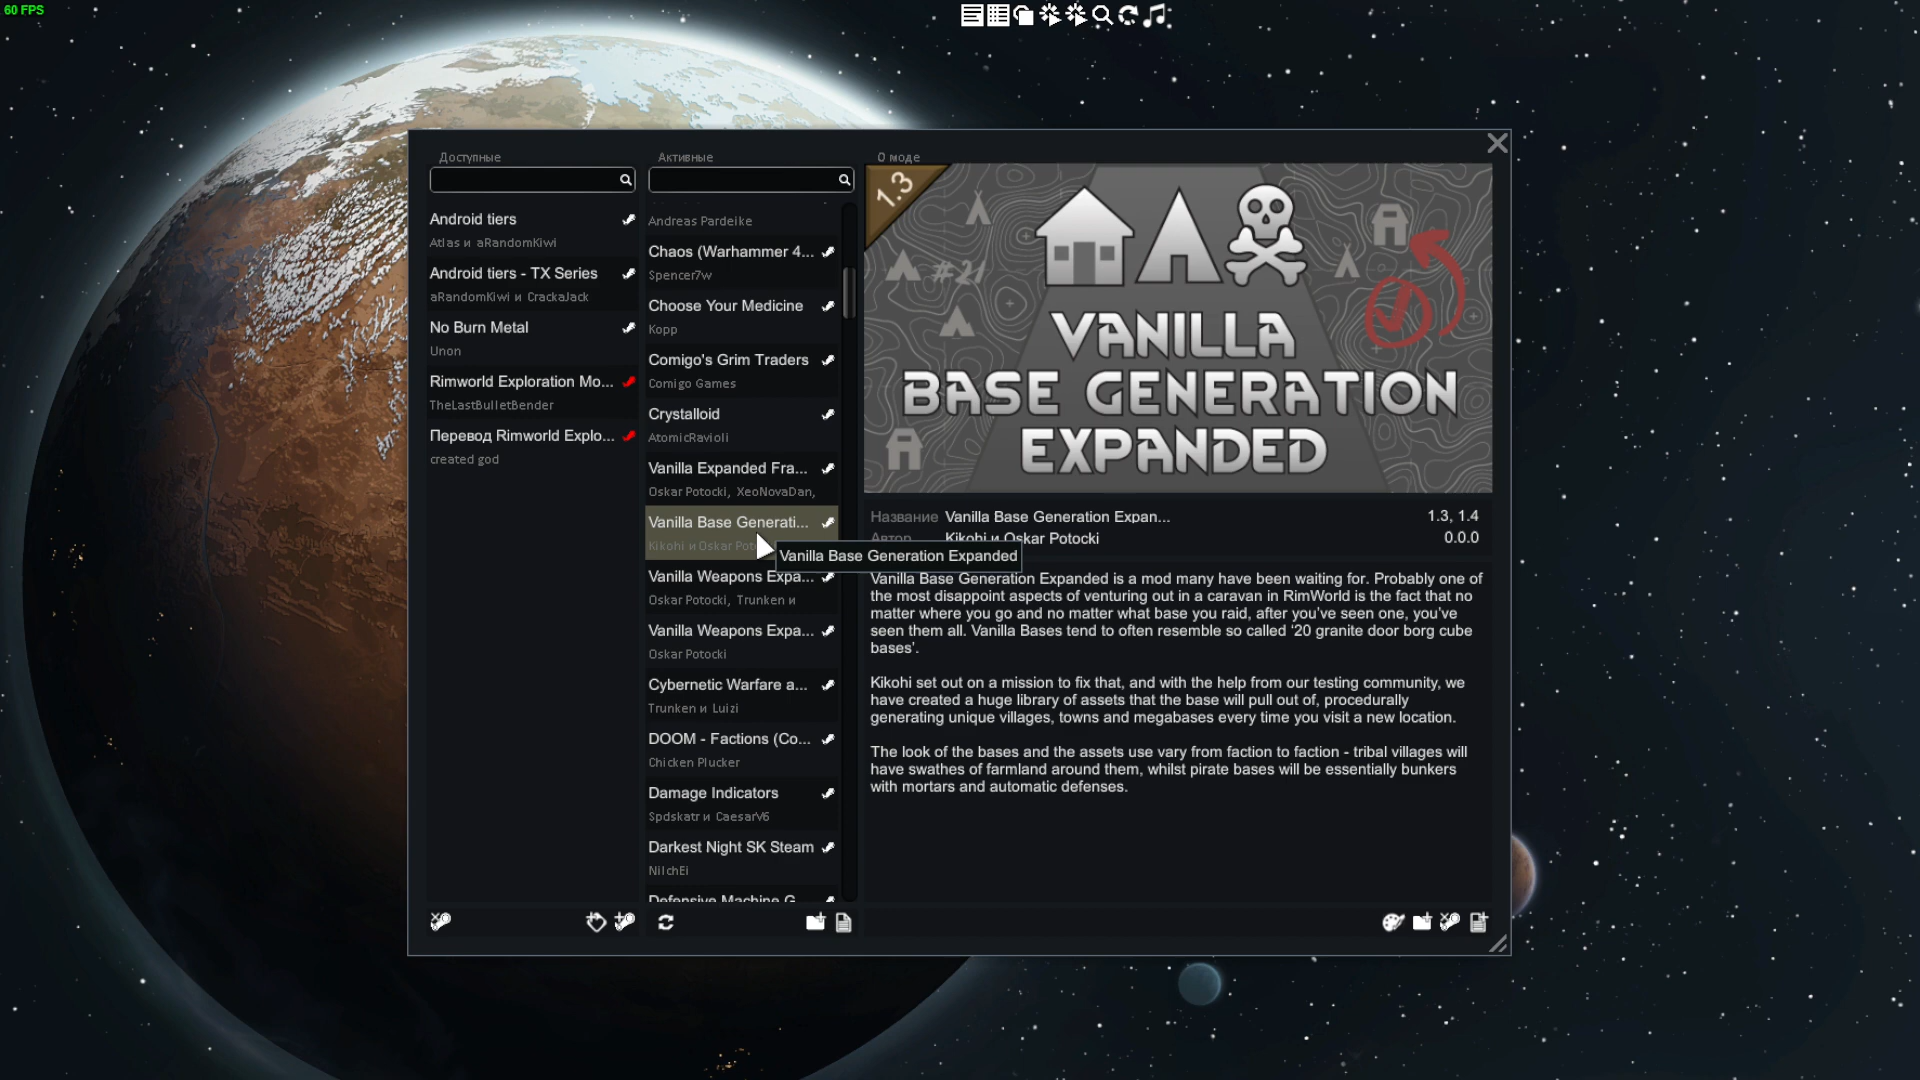 60 FPS
Доступные
Android tiers
Atlas и aRandomKiwi
Android tiers - TX Series
aRandomKiwi и CrackaJack
No Burn Metal
Unon
Rimworld Exploration Mo...
TheLastBulletBender
Перевод Rimworld Explo...
created god
Активные
Andreas Pardeike
Chaos (Warhammer 4...
Spencer7w
Choose Your Medicine
Kopp
Comigo's Grim Traders
Comigo Games
Crystalloid
AtomicRavioli
Vanilla Expanded Fra...
Oskar Potocki, XeoNovaDan,
Vanilla Base Generati...
Kikohi и Oskar Poto
Vanilla Base Generation Expanded
Vanilla Weapons Expa...
Oskar Potocki, Trunken и
Vanilla Weapons Expa...
Oskar Potocki
Cybernetic Warfare a...
Trunken и Luizi
DOOM - Factions (Co...
Chicken Plucker
Damage Indicators
Spdskatr и CaesarV6
Darkest Night SK Steam
NilchEi
Defensive Machine G
О моде
1.3
#21
VANILLA
BASE GENERATION
EXPANDED
Название Vanilla Base Generation Expan... 1.3, 1.4
Автор Kikohi и Oskar Potocki 0.0.0
Vanilla Base Generation Expanded is a mod many have been waiting for. Probably one of
the most disappoint aspects of venturing out in a caravan in RimWorld is the fact that no
matter where you go and no matter what base you raid, after you've seen one, you've
seen them all. Vanilla Bases tend to often resemble so called '20 granite door borg cube
bases'.
Kikohi set out on a mission to fix that, and with the help from our testing community, we
have created a huge library of assets that the base will pull out of, procedurally
generating unique villages, towns and megabases every time you visit a new location.
The look of the bases and the assets use vary from faction to faction - tribal villages will
have swathes of farmland around them, whilst pirate bases will be essentially bunkers
with mortars and automatic defenses.